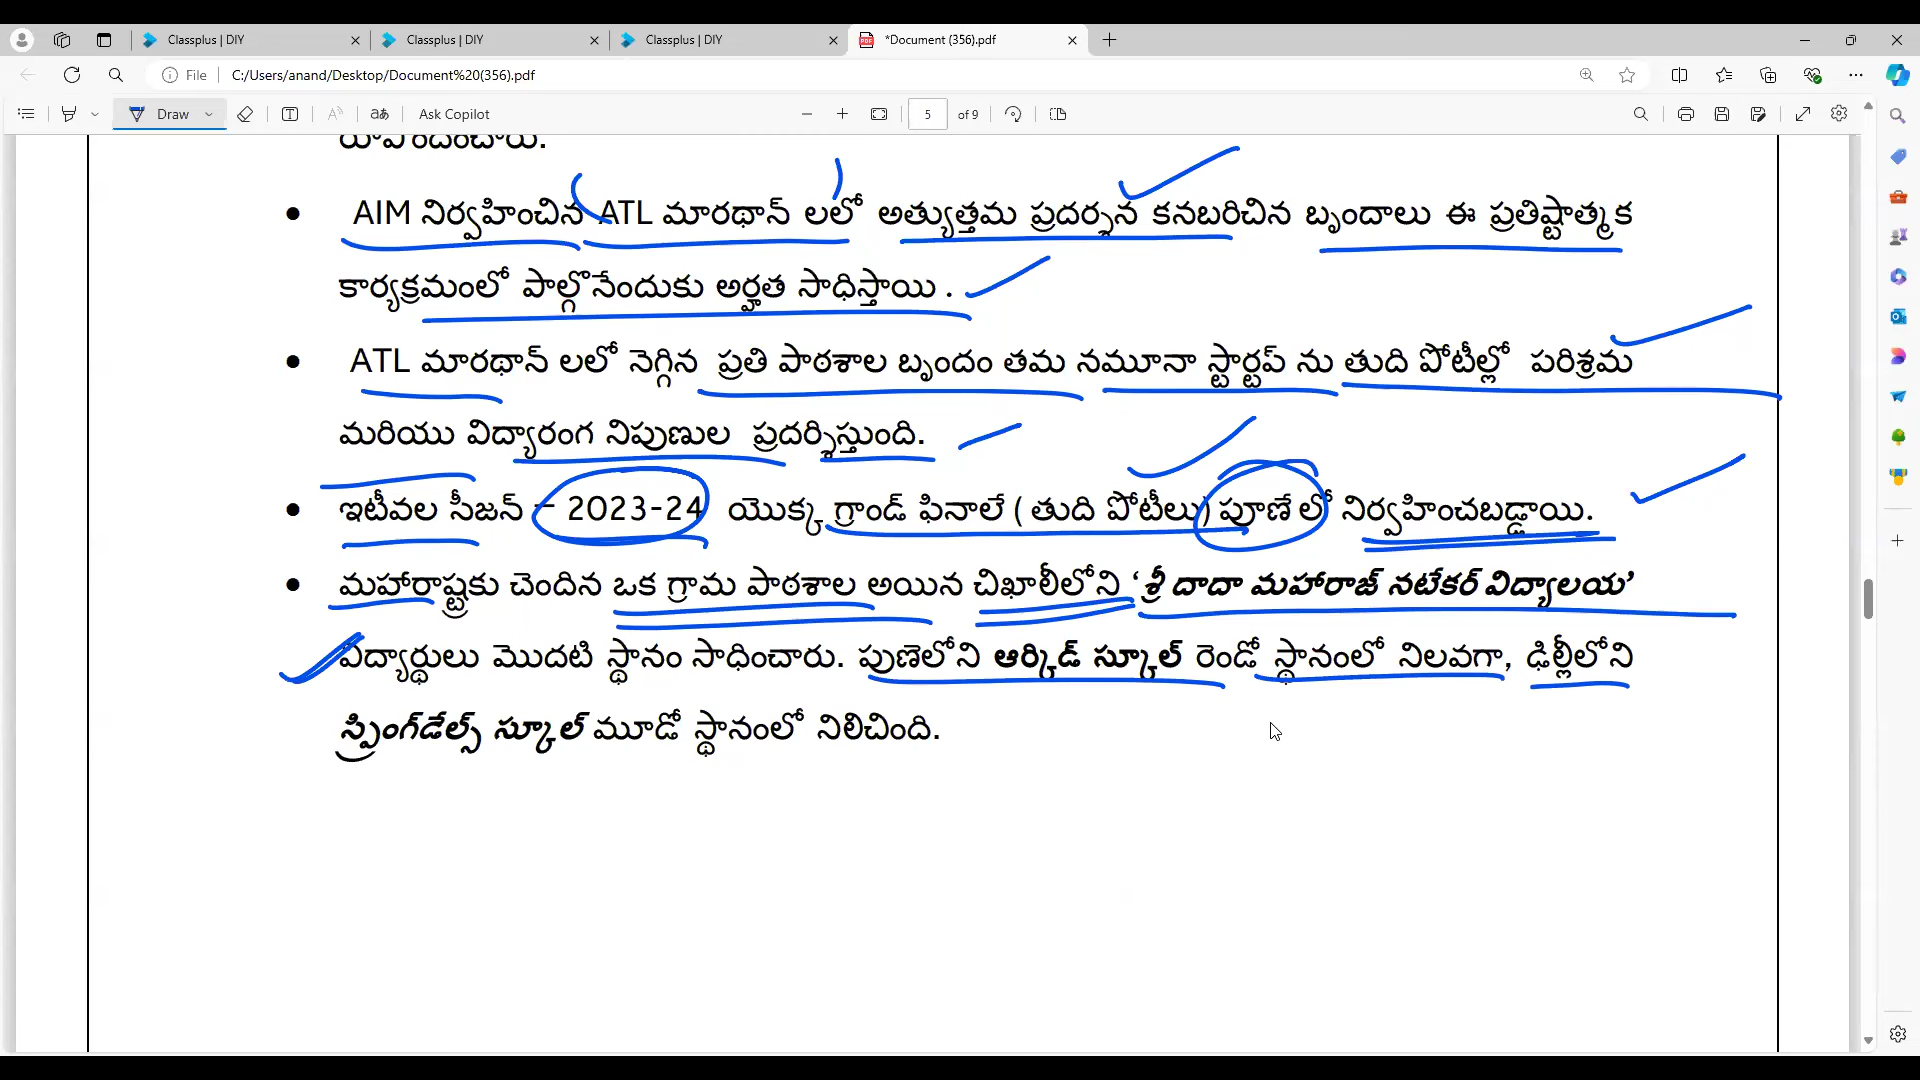 Classplus | DIY
Classplus | DIY
Classplus | DIY
*Document (356).pdf
File
C:/Users/anand/Desktop/Document%20(356).pdf
Draw
aあ
Ask Copilot
5 of 9
రూపొందించారు.
• AIM నిర్వహించిన ATL మారథాన్ లలో అత్యుత్తమ ప్రదర్శన కనబరిచిన బృందాలు ఈ ప్రతిష్టాత్మక
కార్యక్రమంలో పాల్గొనేందుకు అర్హత సాధిస్తాయి .
• ATL మారథాన్ లలో నెగ్గిన ప్రతి పాఠశాల బృందం తమ నమూనా స్టార్టప్ ను తుది పోటీల్లో పరిశ్రమ
మరియు విద్యారంగ నిపుణుల ప్రదర్శిస్తుంది.
• ఇటీవల సీజన్ – 2023-24 యొక్క గ్రాండ్ ఫినాలే ( తుది పోటీలు) పూణే లో నిర్వహించబడ్డాయి.
• మహారాష్ట్రకు చెందిన ఒక గ్రామ పాఠశాల అయిన చిఖాలీలోని ‘శ్రీ దాదా మహారాజ్ నటేకర్ విద్యాలయ’
విద్యార్థులు మొదటి స్థానం సాధించారు. పుణెలోని ఆర్కిడ్ స్కూల్ రెండో స్థానంలో నిలవగా, ఢిల్లీలోని
స్ప్రింగ్‌డేల్స్ స్కూల్ మూడో స్థానంలో నిలిచింది.